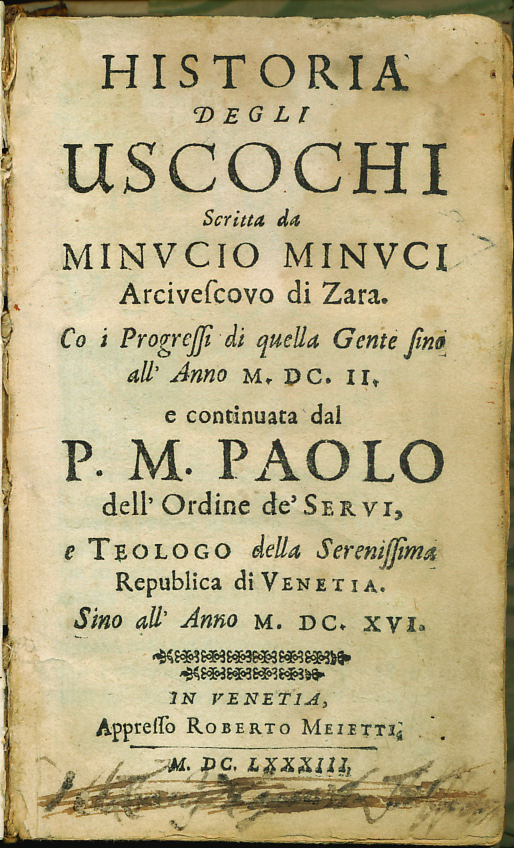 HISTORIA
DEGLI
USCOCHI
Scritta da
MINVCIO MINVCI
Arciveſcovo di Zara.
Co i Progreſſi di quella Gente ſino
all' Anno M. DC. II.
e continuata dal
P. M. PAOLO
dell' Ordine de' SERVI,
e TEOLOGO della Sereniſſima
Republica di VENETIA.
Sino all' Anno M. DC. XVI.
IN VENETIA,
Appreſſo ROBERTO MEIETTI,
M. DC. LXXXIII,